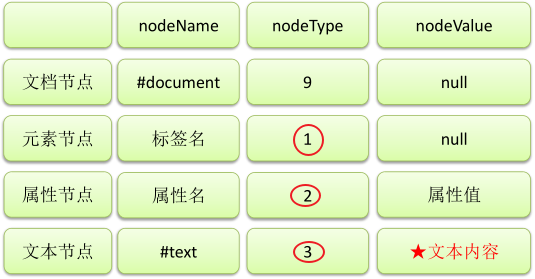 nodeName nodeType nodeValue
文档节点 #document 9 null
元素节点 标签名 1 null
属性节点 属性名 2 属性值
文本节点 #text 3 ★文本内容